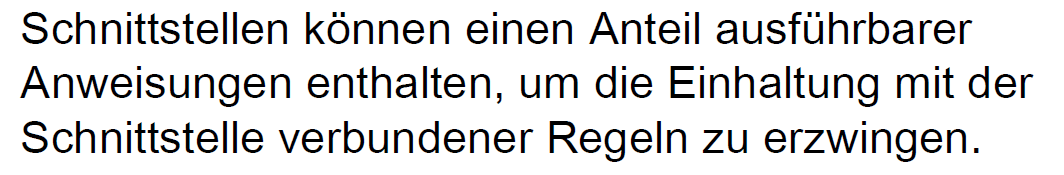 Schnittstellen können einen Anteil ausführbarer
Anweisungen enthalten, um die Einhaltung mit der
Schnittstelle verbundener Regeln zu erzwingen.